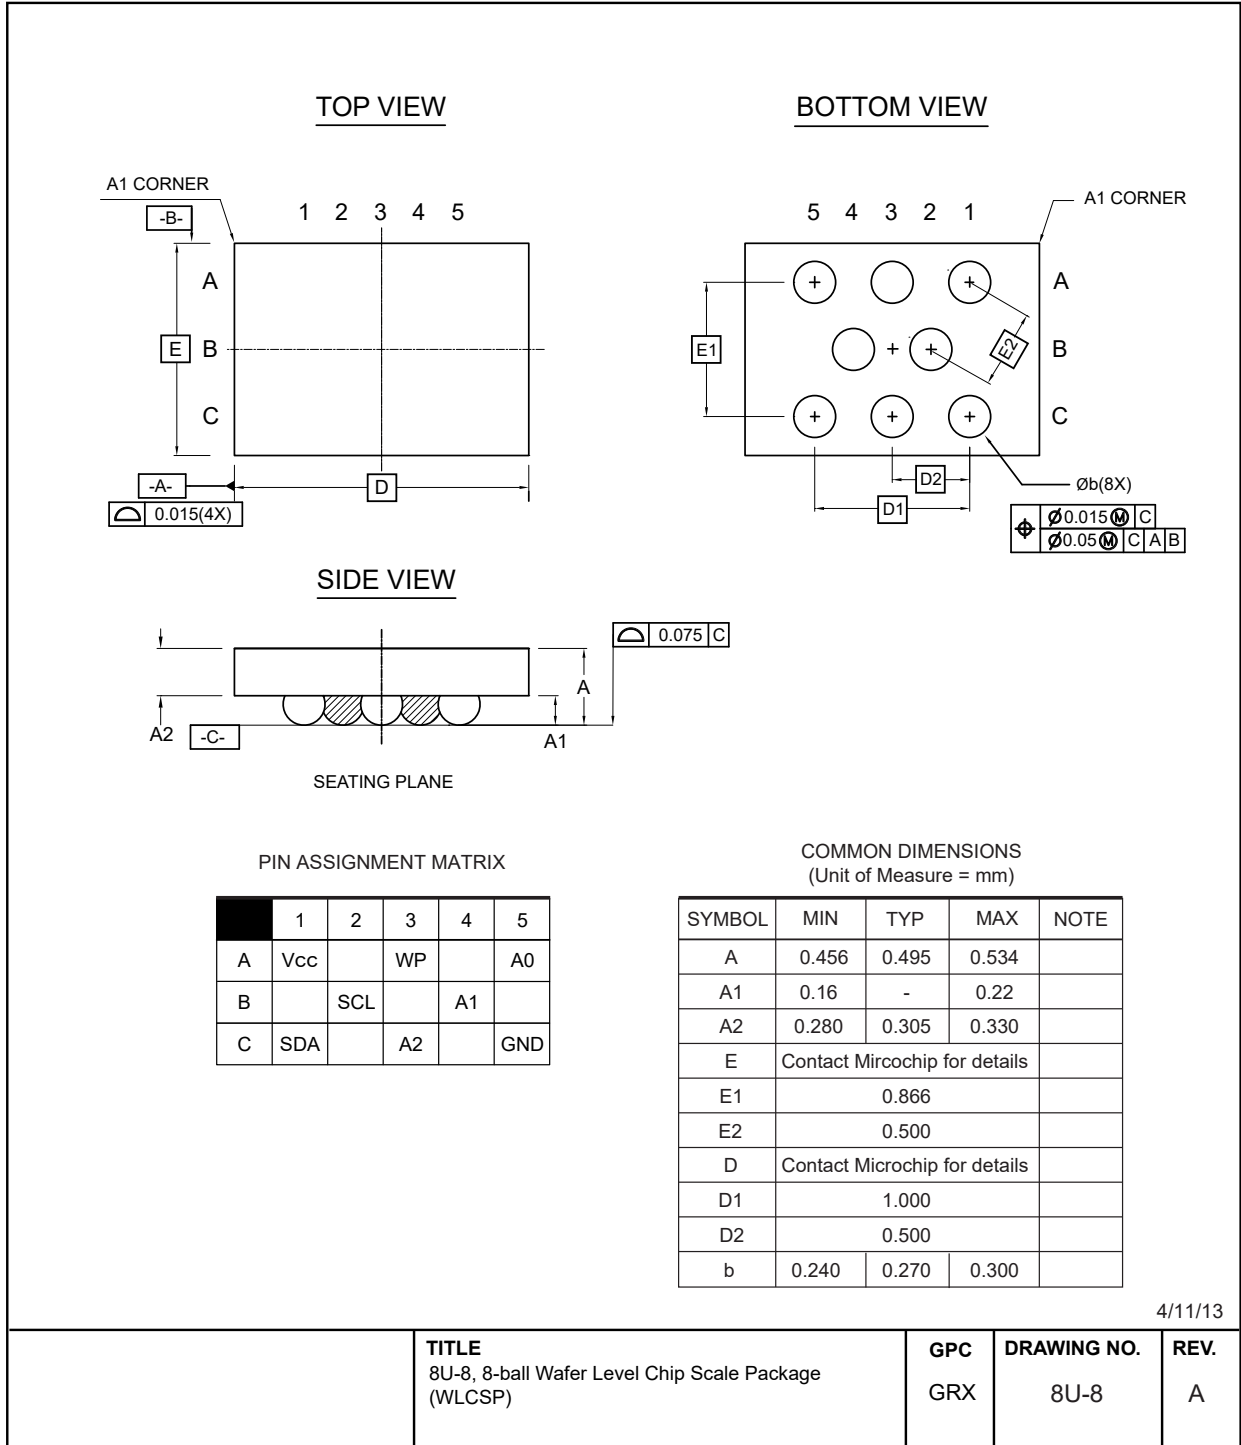 TOP VIEW
BOTTOM VIEW
A1 CORNER
-B-
1 2 3 4 5
A
E B
C
-A-
D
0.015(4X)
5 4 3 2 1
A1 CORNER
A
E1
E2
B
C
D2
D1
Øb(8X)
Ø0.015 M C
Ø0.05 M C A B
SIDE VIEW
0.075 C
A
A2
-C-
A1
SEATING PLANE
PIN ASSIGNMENT MATRIX
1 2 3 4 5
A Vcc WP A0
B SCL A1
C SDA A2 GND
COMMON DIMENSIONS
(Unit of Measure = mm)
SYMBOL MIN TYP MAX NOTE
A 0.456 0.495 0.534
A1 0.16 - 0.22
A2 0.280 0.305 0.330
E Contact Mircochip for details
E1 0.866
E2 0.500
D Contact Microchip for details
D1 1.000
D2 0.500
b 0.240 0.270 0.300
4/11/13
TITLE
8U-8, 8-ball Wafer Level Chip Scale Package
(WLCSP)
GPC
GRX
DRAWING NO.
8U-8
REV.
A